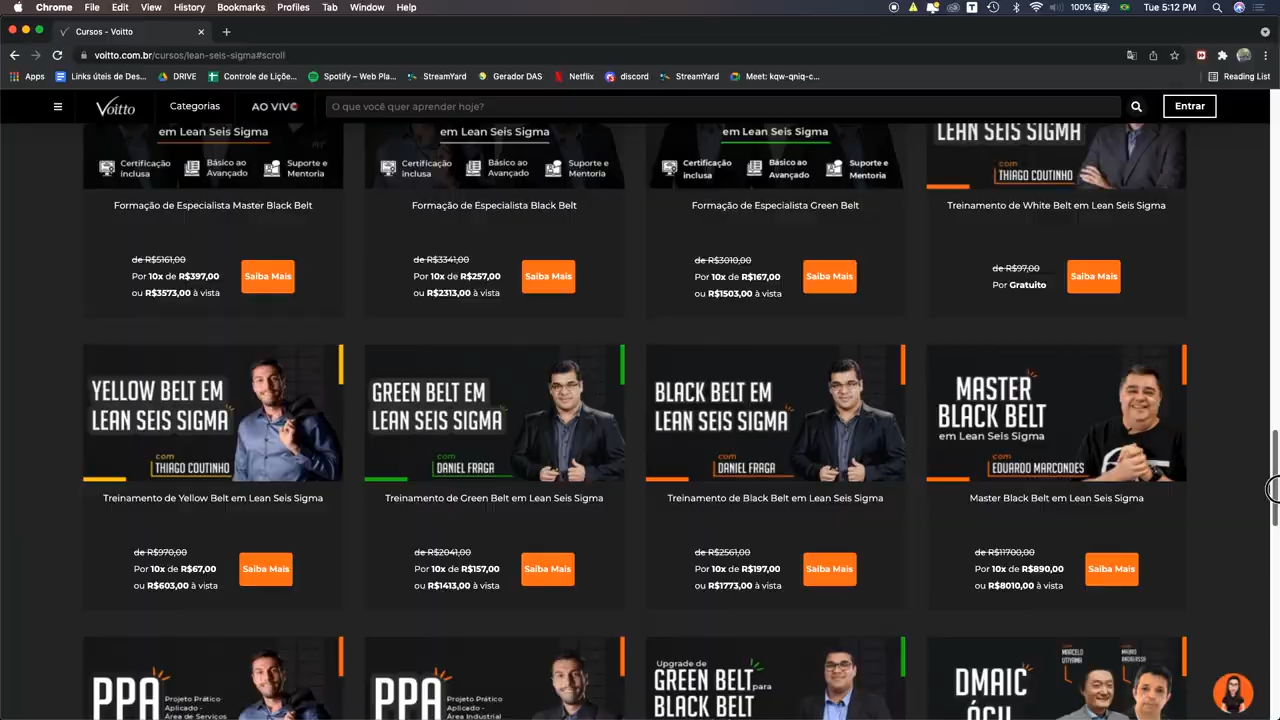 Chrome File Edit View History Bookmarks Profiles Tab Window Help
100% Tue 5:12 PM
Cursos - Voitto
voitto.com.br/cursos/lean-seis-sigma#scroll
Apps Links úteis de Des... DRIVE Controle de Liçõe... Spotify – Web Pla... StreamYard Gerador DAS Netflix discord StreamYard Meet: kqw-qniq-c... Reading List
Voitto Categorias AO VIVO O que você quer aprender hoje? Entrar
em Lean Seis Sigma
Certificação inclusa
Básico ao Avançado
Suporte e Mentoria
Formação de Especialista Master Black Belt
de R$5161,00
Por 10x de R$397,00
ou R$3573,00 à vista
Saiba Mais
em Lean Seis Sigma
Certificação inclusa
Básico ao Avançado
Suporte e Mentoria
Formação de Especialista Black Belt
de R$3341,00
Por 10x de R$257,00
ou R$2313,00 à vista
Saiba Mais
em Lean Seis Sigma
Certificação inclusa
Básico ao Avançado
Suporte e Mentoria
Formação de Especialista Green Belt
de R$3010,00
Por 10x de R$167,00
ou R$1503,00 à vista
Saiba Mais
LEAN SEIS SIGMA
com
THIAGO COUTINHO
Treinamento de White Belt em Lean Seis Sigma
de R$97,00
Por Gratuito
Saiba Mais
YELLOW BELT EM
LEAN SEIS SIGMA
com
THIAGO COUTINHO
Treinamento de Yellow Belt em Lean Seis Sigma
de R$970,00
Por 10x de R$67,00
ou R$603,00 à vista
Saiba Mais
GREEN BELT EM
LEAN SEIS SIGMA
com
DANIEL FRAGA
Treinamento de Green Belt em Lean Seis Sigma
de R$2041,00
Por 10x de R$157,00
ou R$1413,00 à vista
Saiba Mais
BLACK BELT EM
LEAN SEIS SIGMA
com
DANIEL FRAGA
Treinamento de Black Belt em Lean Seis Sigma
de R$2561,00
Por 10x de R$197,00
ou R$1773,00 à vista
Saiba Mais
MASTER
BLACK BELT
em Lean Seis Sigma
com
EDUARDO MARCONDES
Master Black Belt em Lean Seis Sigma
de R$11700,00
Por 10x de R$890,00
ou R$8010,00 à vista
Saiba Mais
PPA
Projeto Prático
Aplicado -
Área de Serviços
PPA
Projeto Prático
Aplicado -
Área Industrial
Upgrade de
GREEN BELT para
BLACK BELT
com
MARCELO
com
MAURO
DMAIC
ÁGIL